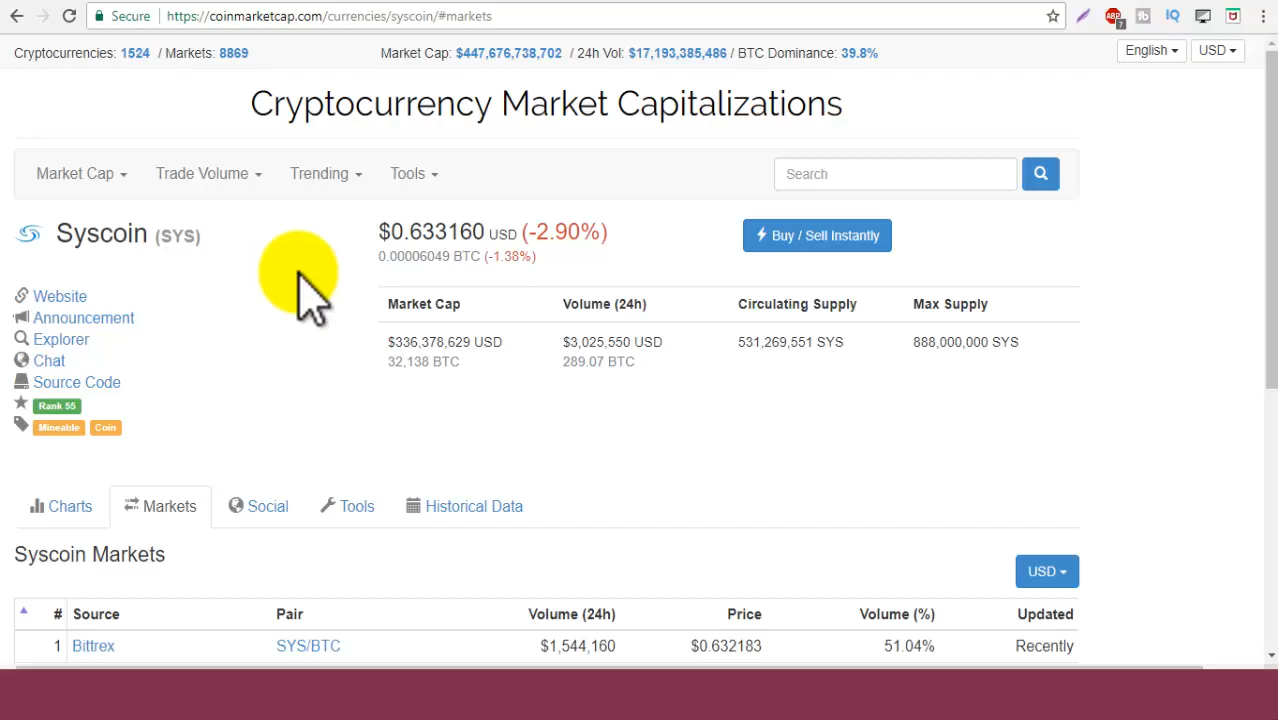 Secure https://coinmarketcap.com/currencies/syscoin/#markets
ABP 7 fb IQ
Cryptocurrencies: 1524 / Markets: 8869 Market Cap: $447,676,738,702 / 24h Vol: $17,193,385,486 / BTC Dominance: 39.8% English USD
Cryptocurrency Market Capitalizations
Market Cap Trade Volume Trending Tools Search
Syscoin (SYS) $0.633160 USD (-2.90%) Buy / Sell Instantly
0.00006049 BTC (-1.38%)
Website
Market Cap Volume (24h) Circulating Supply Max Supply
Announcement
Explorer $336,378,629 USD $3,025,550 USD 531,269,551 SYS 888,000,000 SYS
Chat 32,138 BTC 289.07 BTC
Source Code
Rank 55
Mineable Coin
Charts Markets Social Tools Historical Data
Syscoin Markets
USD
# Source Pair Volume (24h) Price Volume (%) Updated
1 Bittrex SYS/BTC $1,544,160 $0.632183 51.04% Recently